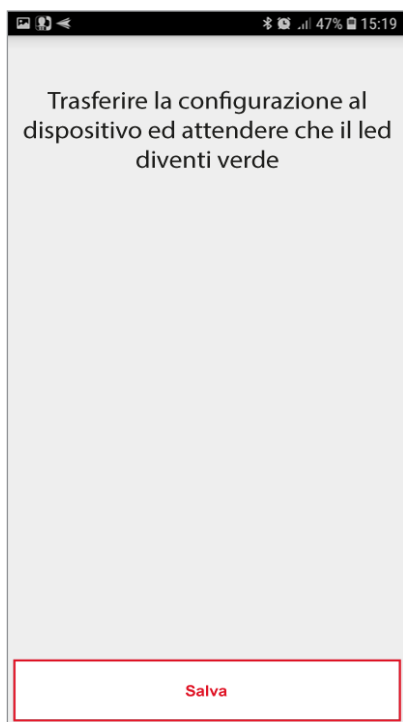 47% 15:19
Trasferire la configurazione al
dispositivo ed attendere che il led
diventi verde
Salva